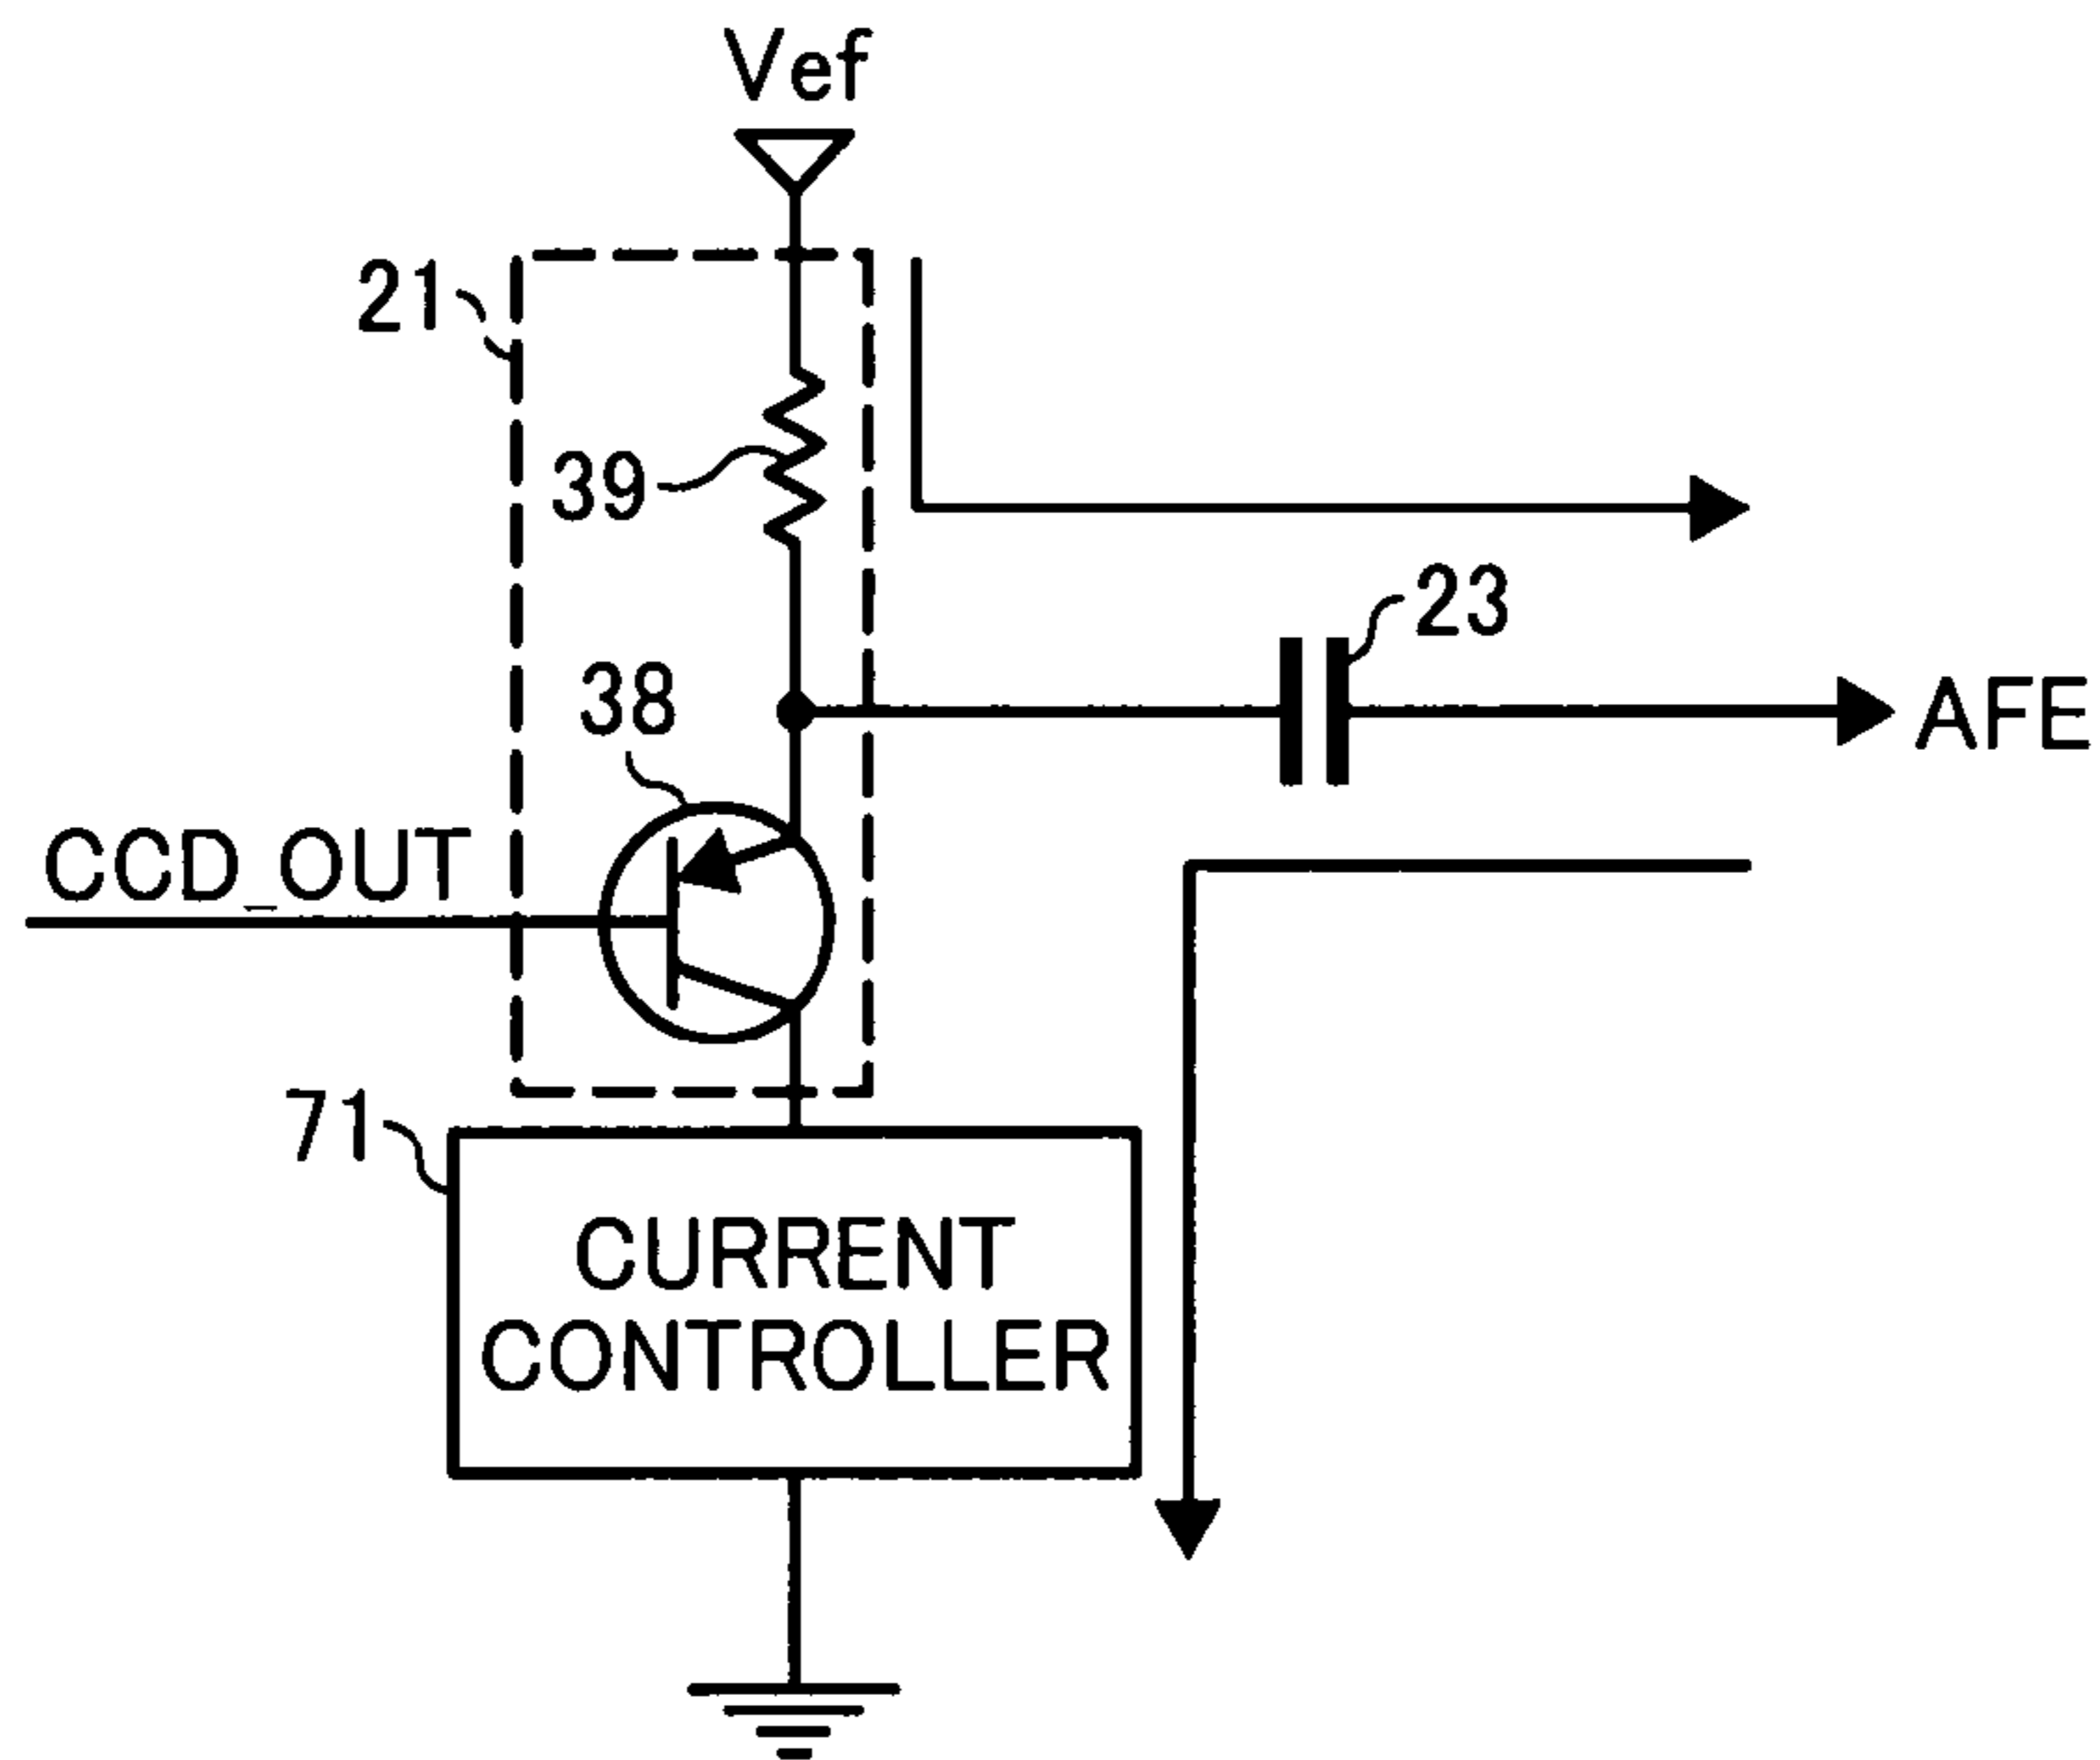 Vef
21
39
23
38
AFE
CCD_OUT
71
CURRENT
CONTROLLER